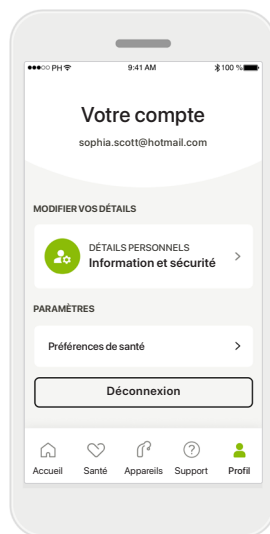 PH 9:41 AM 100 %
Votre compte
sophia.scott@hotmail.com
MODIFIER VOS DÉTAILS
DÉTAILS PERSONNELS
Information et sécurité
PARAMÈTRES
Préférences de santé
Déconnexion
Accueil Santé Appareils Support Profil